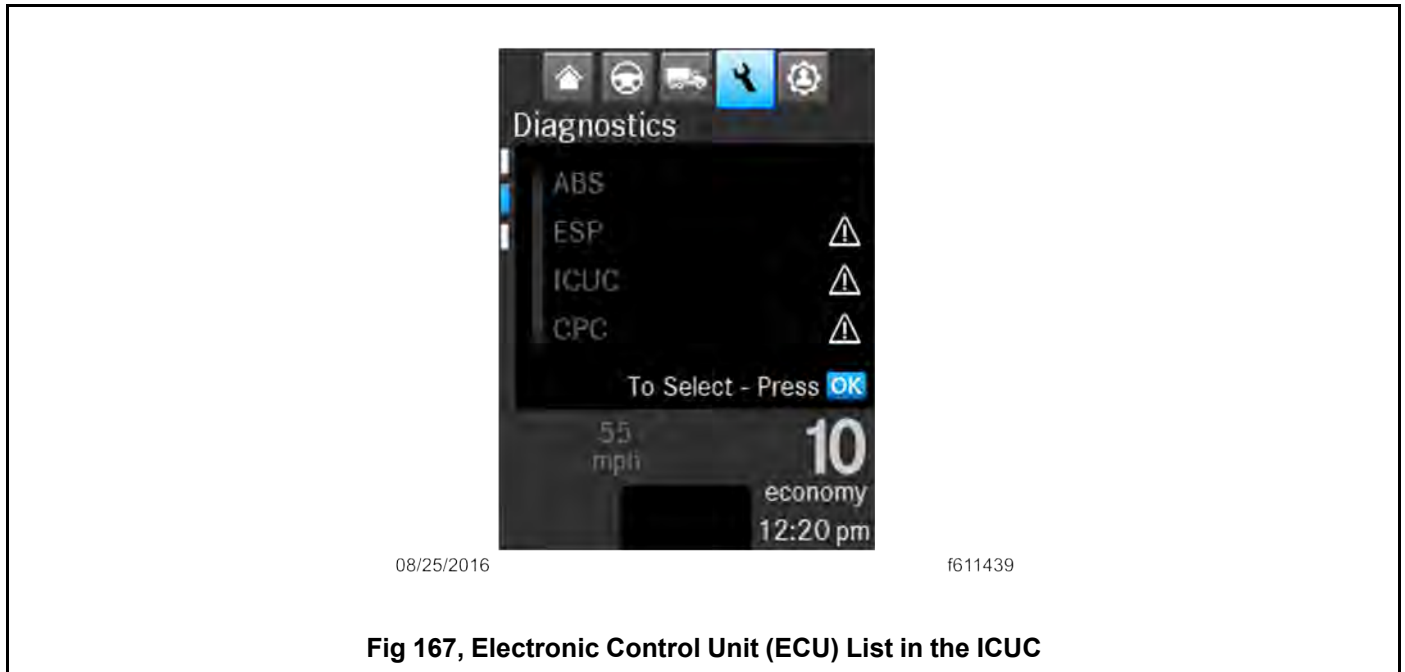 Diagnostics
ABS
ESP
ICUC
CPC
To Select - Press OK
55
10
mph
economy
12:20 pm
08/25/2016
f611439
Fig 167, Electronic Control Unit (ECU) List in the ICUC